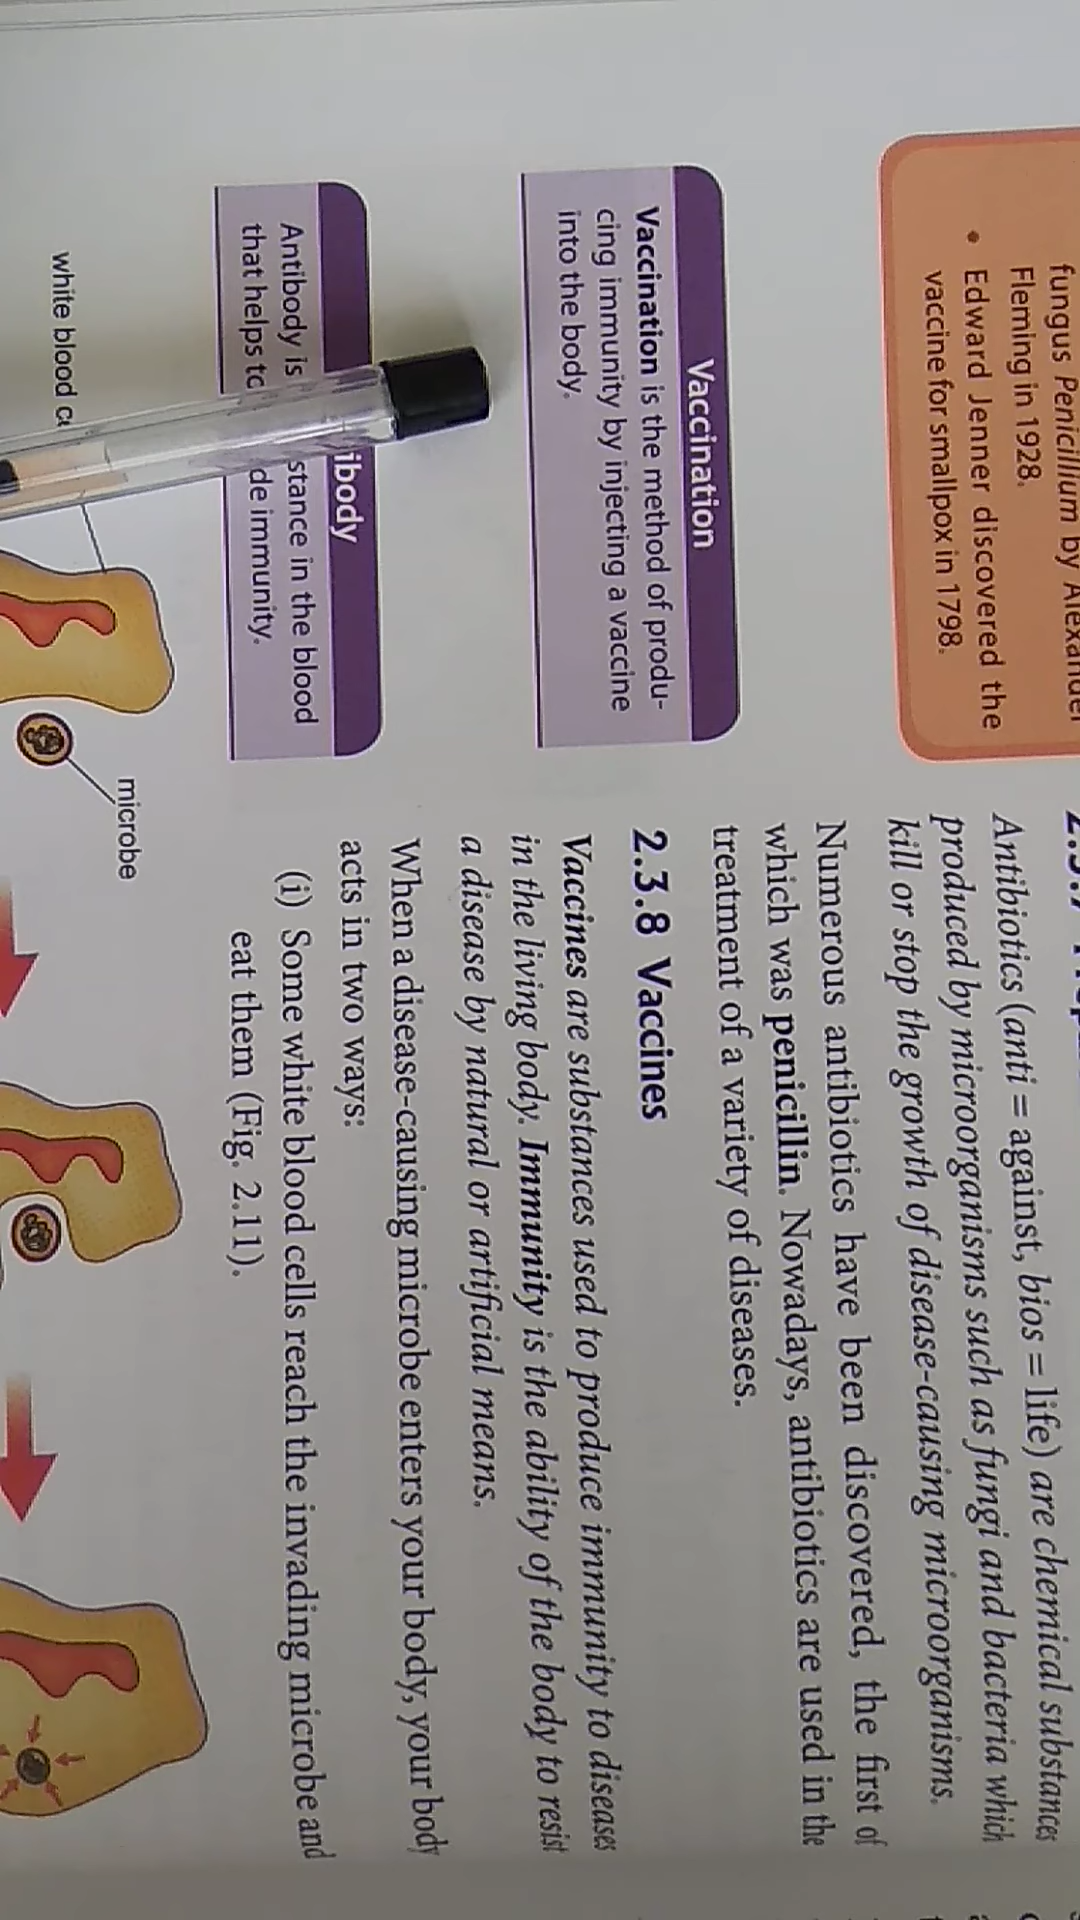 fungus Penicillium by Alexander
Fleming in 1928.
• Edward Jenner discovered the
vaccine for smallpox in 1798.
Vaccination
Vaccination is the method of produ-
cing immunity by injecting a vaccine
into the body.
ibody
Antibody is stance in the blood
that helps to de immunity.
Antibiotics (anti = against, bios = life) are chemical substances
produced by microorganisms such as fungi and bacteria which
kill or stop the growth of disease-causing microorganisms.
Numerous antibiotics have been discovered, the first of
which was penicillin. Nowadays, antibiotics are used in the
treatment of a variety of diseases.
2.3.8 Vaccines
Vaccines are substances used to produce immunity to diseases
in the living body. Immunity is the ability of the body to resist
a disease by natural or artificial means.
When a disease-causing microbe enters your body, your body
acts in two ways:
(i) Some white blood cells reach the invading microbe and
eat them (Fig. 2.11).
white blood
microbe